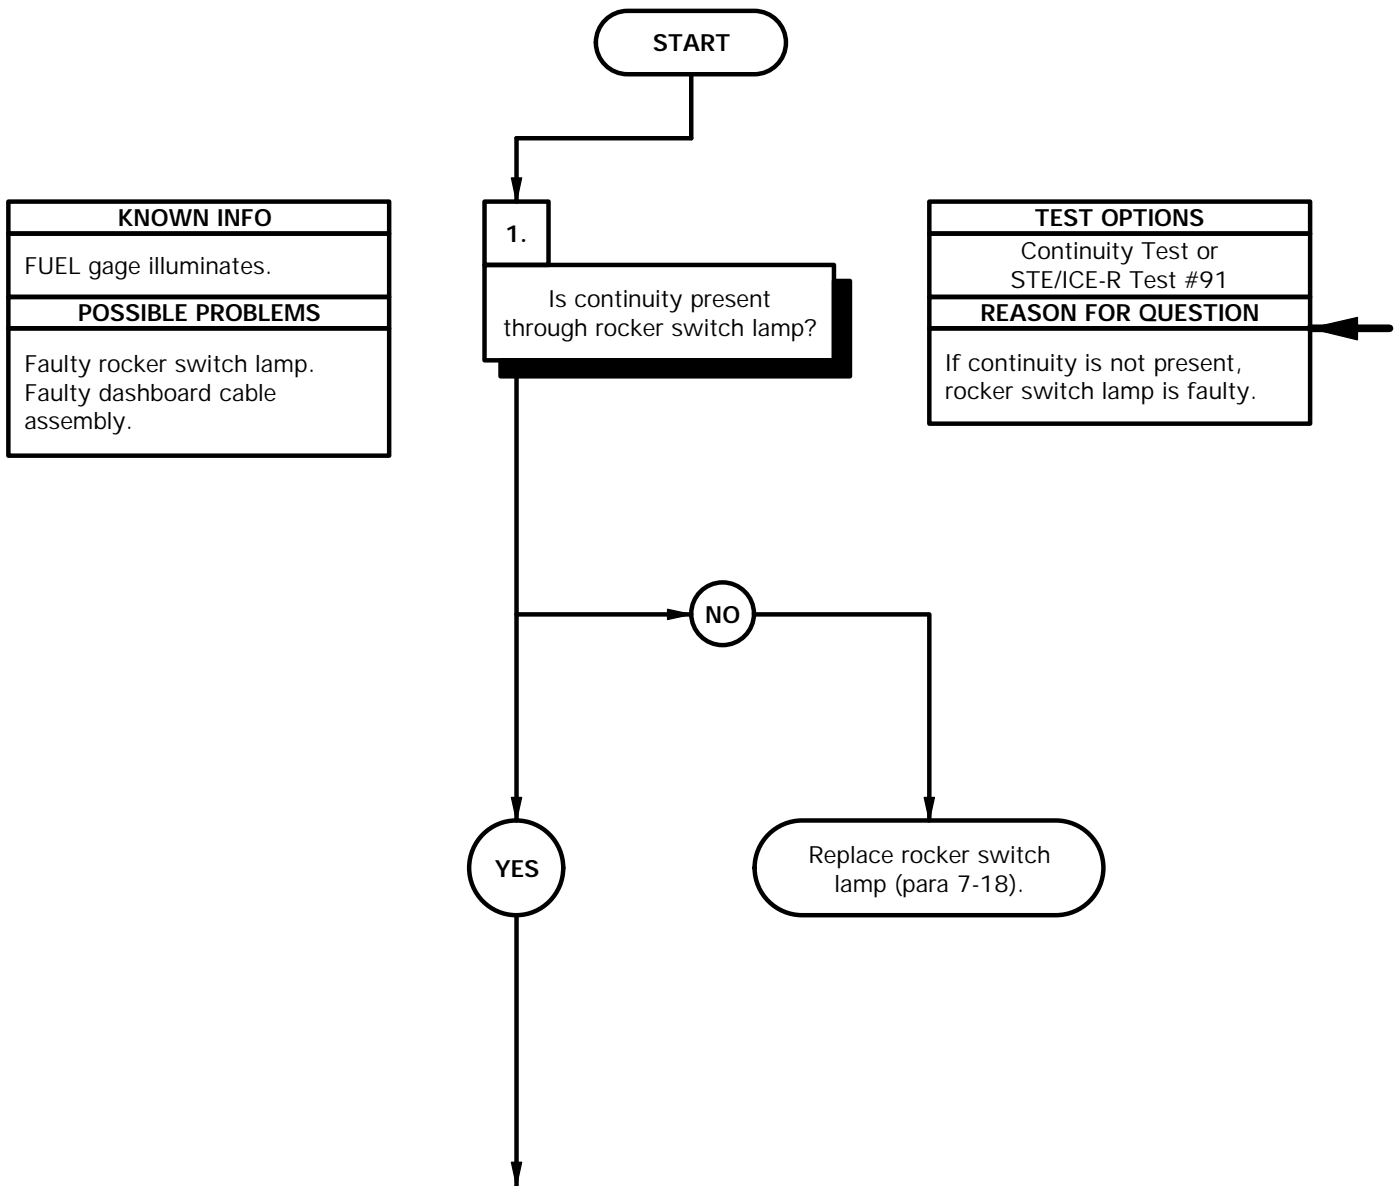 START
KNOWN INFO
FUEL gage illuminates.
POSSIBLE PROBLEMS
Faulty rocker switch lamp.
Faulty dashboard cable
assembly.
1.
Is continuity present
through rocker switch lamp?
TEST OPTIONS
Continuity Test or
STE/ICE-R Test #91
REASON FOR QUESTION
If continuity is not present,
rocker switch lamp is faulty.
NO
YES
Replace rocker switch
lamp (para 7-18).